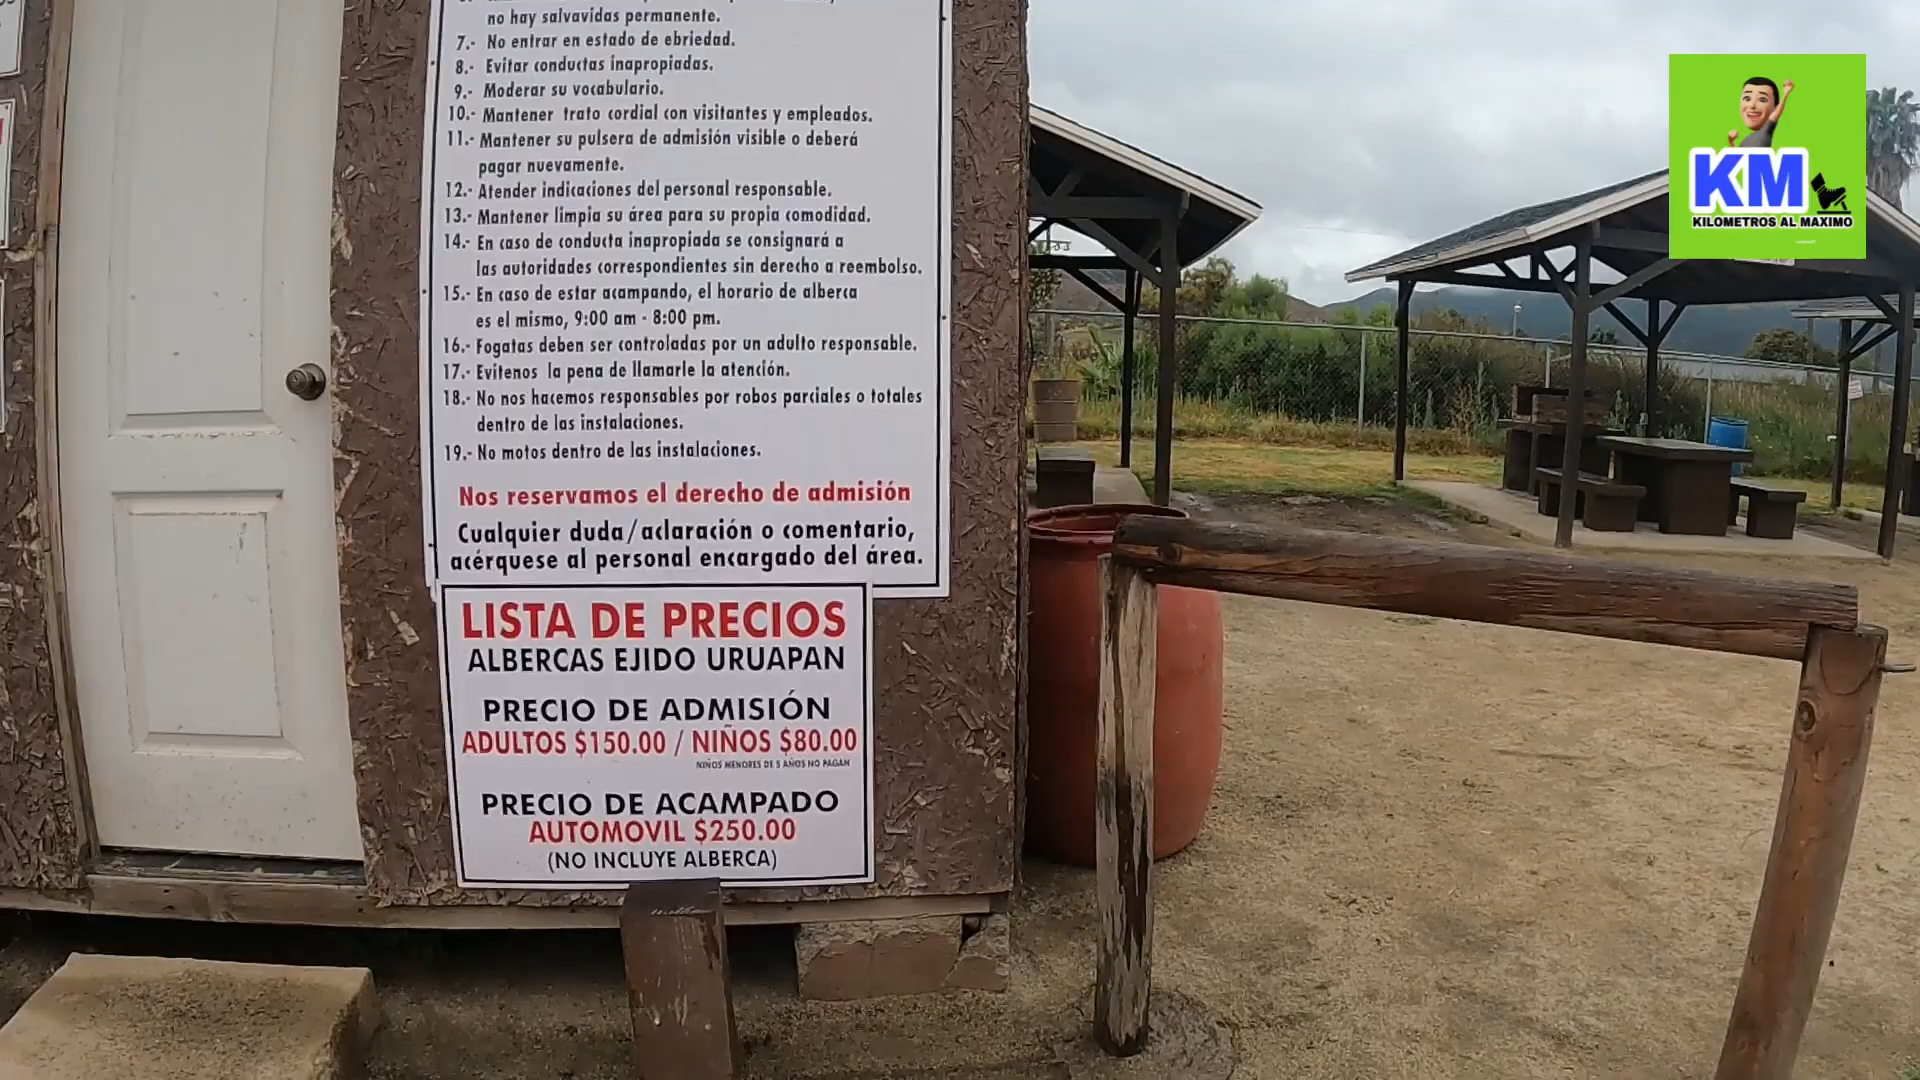 no hay salvavidas permanente.
7.- No entrar en estado de ebriedad.
8.- Evitar conductas inapropiadas.
9.- Moderar su vocabulario.
10.- Mantener trato cordial con visitantes y empleados.
11.- Mantener su pulsera de admisión visible o deberá
pagar nuevamente.
12.- Atender indicaciones del personal responsable.
13.- Mantener limpia su área para su propia comodidad.
14.- En caso de conducta inapropiada se consignará a
las autoridades correspondientes sin derecho a reembolso.
15.- En caso de estar acampando, el horario de alberca
es el mismo, 9:00 am - 8:00 pm.
16.- Fogatas deben ser controladas por un adulto responsable.
17.- Evitenos la pena de llamarle la atención.
18.- No nos hacemos responsables por robos parciales o totales
dentro de las instalaciones.
19.- No motos dentro de las instalaciones.
Nos reservamos el derecho de admisión
Cualquier duda/aclaración o comentario,
acérquese al personal encargado del área.
LISTA DE PRECIOS
ALBERCAS EJIDO URUAPAN
PRECIO DE ADMISIÓN
ADULTOS $150.00 / NIÑOS $80.00
NIÑOS MENORES DE 5 AÑOS NO PAGAN
PRECIO DE ACAMPADO
AUTOMOVIL $250.00
(NO INCLUYE ALBERCA)
KM
KILOMETROS AL MAXIMO